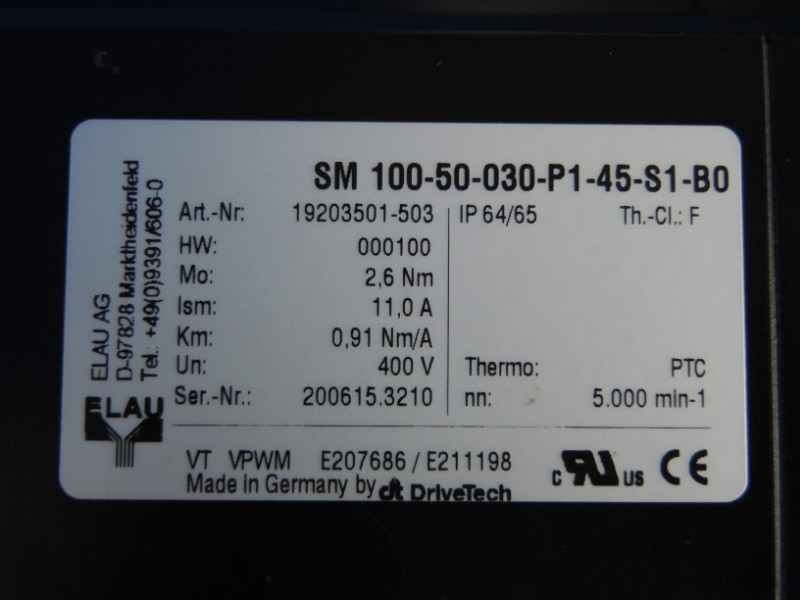 SM 100-50-030-P1-45-S1-B0
Art.-Nr: 19203501-503 IP 64/65 Th.-Cl.: F
HW: 000100
Mo: 2,6 Nm
Ism: 11,0 A
Km: 0,91 Nm/A
Un: 400 V Thermo: PTC
Ser.-Nr.: 200615.3210 nn: 5.000 min-1
VT VPWM E207686 / E211198
Made in Germany by dt DriveTech
c RU US CE
ELAU AG
D-97828 Marktheidenfeld
Tel.: +49(0)9391/606-0
ELAU